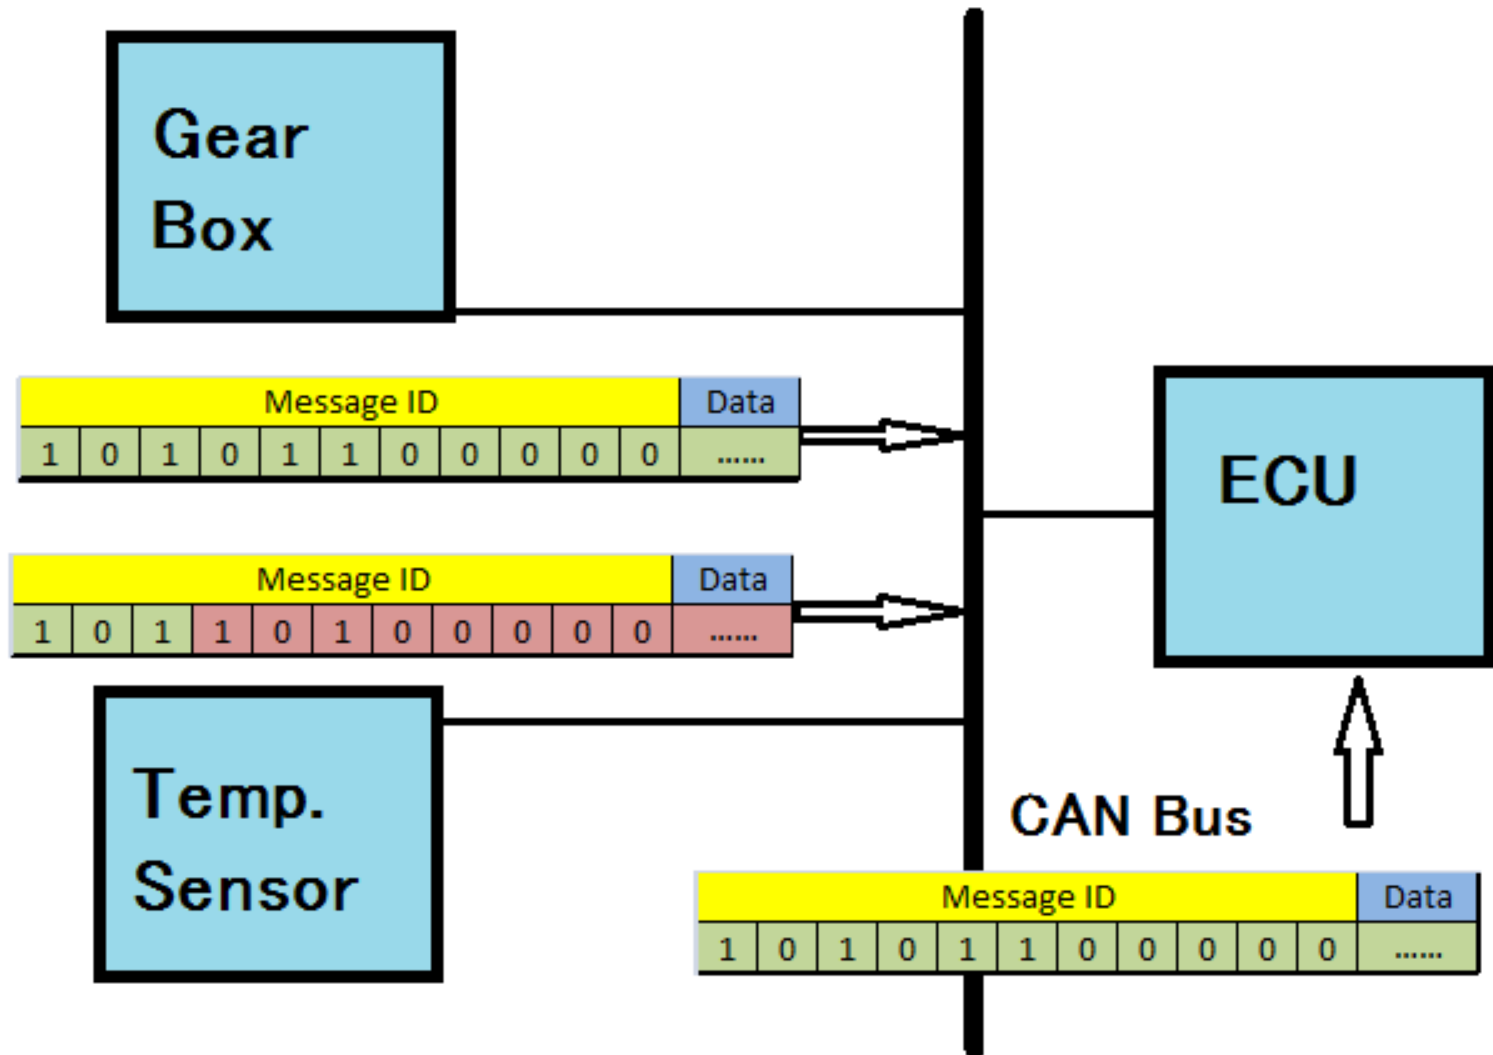 Gear
Box
Message ID Data
1 0 1 0 1 1 0 0 0 0 0 ......
ECU
Message ID Data
1 0 1 1 0 1 0 0 0 0 0 ......
Temp.
Sensor
CAN Bus
Message ID Data
1 0 1 0 1 1 0 0 0 0 0 ......